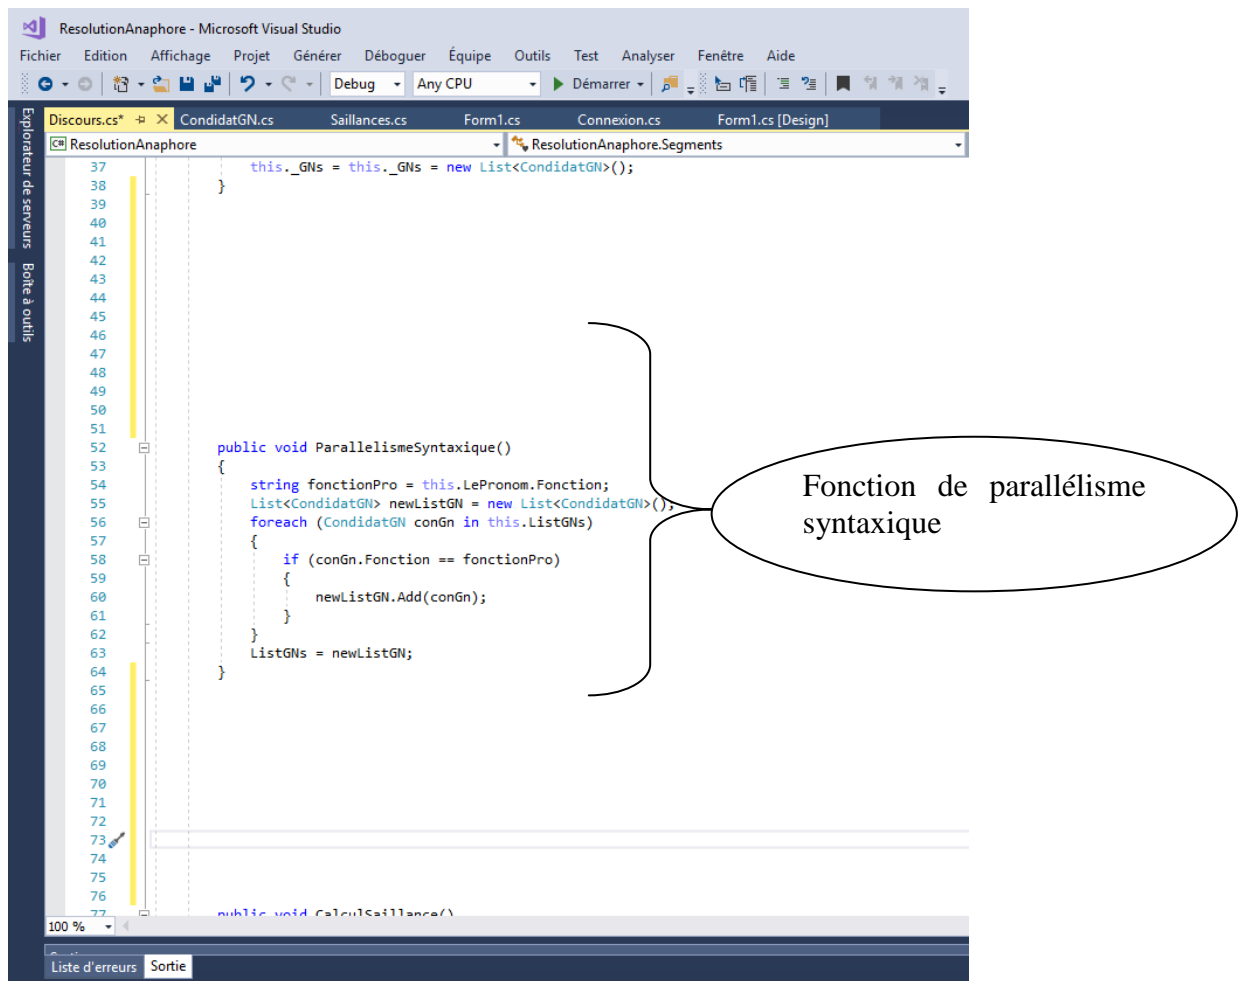 ResolutionAnaphore - Microsoft Visual Studio
Fichier Edition Affichage Projet Générer Déboguer Équipe Outils Test Analyser Fenêtre Aide
Debug Any CPU Démarrer
Explorateur de serveurs
Boîte à outils
Discours.cs* CondidatGN.cs Saillances.cs Form1.cs Connexion.cs Form1.cs [Design]
C# ResolutionAnaphore ResolutionAnaphore.Segments
37 this._GNs = this._GNs = new List<CondidatGN>();
38 }
39
40
41
42
43
44
45
46
47
48
49
50
51
52 public void ParallelismeSyntaxique()
53 {
54 string fonctionPro = this.LePronom.Fonction;
55 List<CondidatGN> newListGN = new List<CondidatGN>();
56 foreach (CondidatGN conGn in this.ListGNs)
57 {
58 if (conGn.Fonction == fonctionPro)
59 {
60 newListGN.Add(conGn);
61 }
62 }
63 ListGNs = newListGN;
64 }
65
66
67
68
69
70
71
72
73
74
75
76
77 public void CalculSaillance()
Fonction de parallélisme
syntaxique
100 %
Liste d'erreurs Sortie